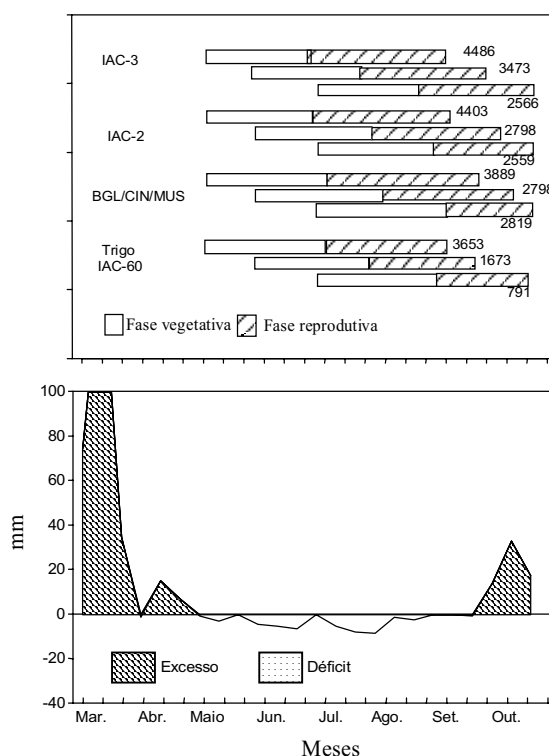 IAC-3
4486
3473
2566
IAC-2
4403
2798
2559
BGL/CIN/MUS
3889
2798
2819
Trigo
IAC-60
3653
1673
791
Fase vegetativa
Fase reprodutiva
100
80
60
40
20
0
-20
-40
mm
Excesso
Déficit
Mar.
Abr.
Maio
Jun.
Jul.
Ago.
Set.
Out.
Meses